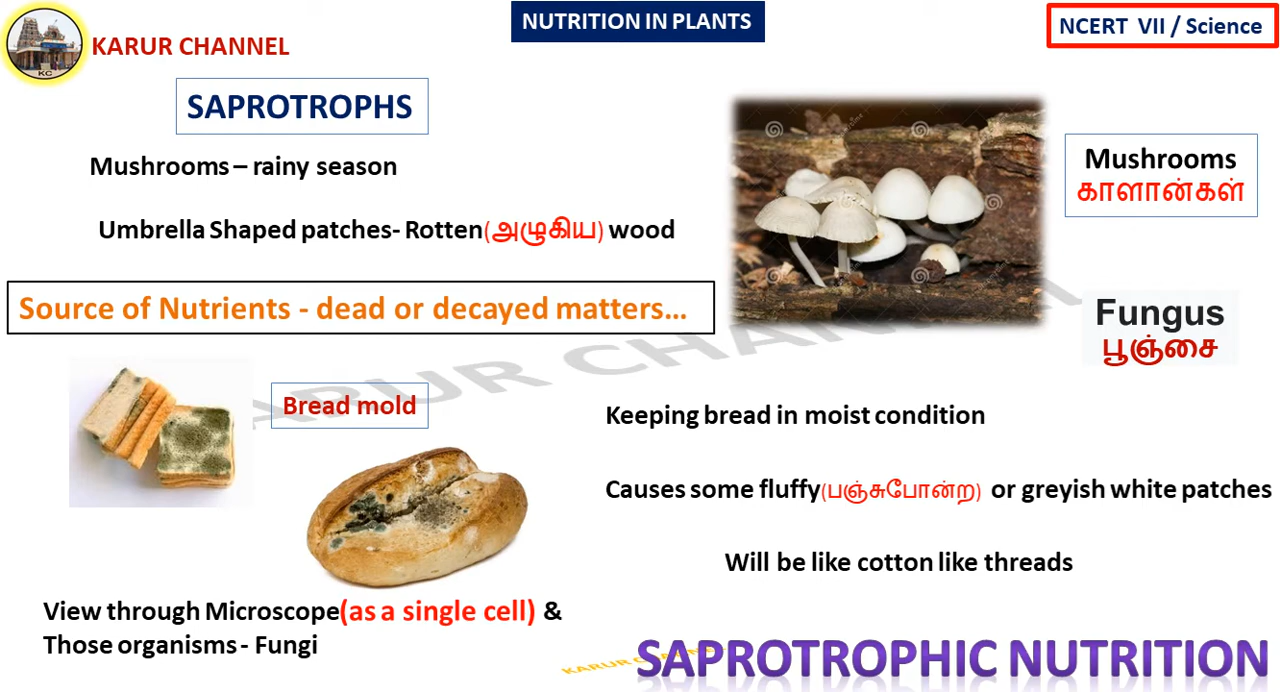 NUTRITION IN PLANTS
NCERT VII / Science
KARUR CHANNEL
KC
SAPROTROPHS
Mushrooms – rainy season
Umbrella Shaped patches- Rotten(அழுகிய) wood
Source of Nutrients - dead or decayed matters...
Mushrooms
காளான்கள்
Fungus
பூஞ்சை
Bread mold
Keeping bread in moist condition
Causes some fluffy(பஞ்சுபோன்ற) or greyish white patches
Will be like cotton like threads
View through Microscope(as a single cell) &
Those organisms - Fungi
KARUR CHANNEL
SAPROTROPHIC NUTRITION